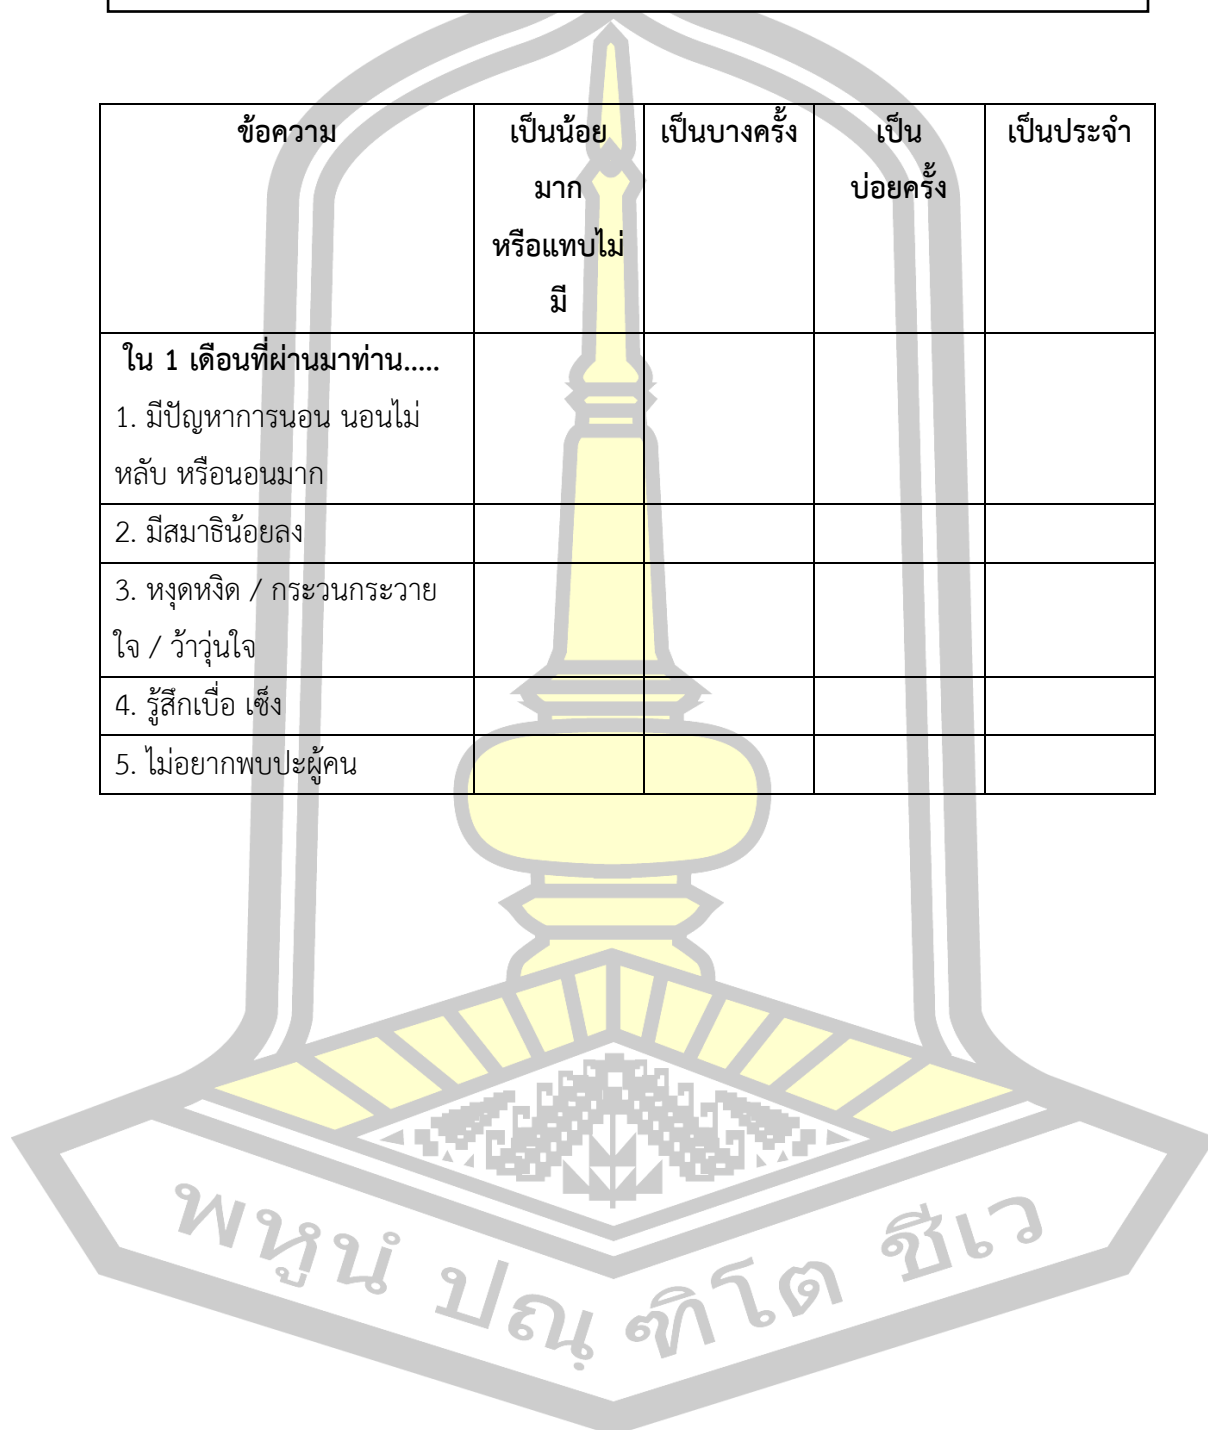 ข้อความ เป็นน้อย เป็นบางครั้ง เป็น เป็นประจำ
มาก บ่อยครั้ง
หรือแทบไม่
มี
ใน 1 เดือนที่ผ่านมาท่าน.....
1. มีปัญหาการนอน นอนไม่
หลับ หรือนอนมาก
2. มีสมาธิน้อยลง
3. หงุดหงิด / กระวนกระวาย
ใจ / ว้าวุ่นใจ
4. รู้สึกเบื่อ เซ็ง
5. ไม่อยากพบปะผู้คน
พหูนํ ปณฺฑิโต ชีเว